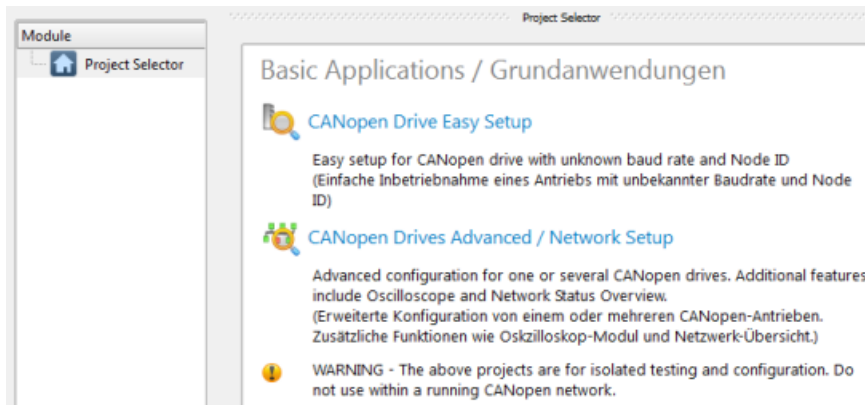 Project Selector
Module
Project Selector
Basic Applications / Grundanwendungen
CANopen Drive Easy Setup
Easy setup for CANopen drive with unknown baud rate and Node ID
(Einfache Inbetriebnahme eines Antriebs mit unbekannter Baudrate und Node
ID)
CANopen Drives Advanced / Network Setup
Advanced configuration for one or several CANopen drives. Additional features
include Oscilloscope and Network Status Overview.
(Erweiterte Konfiguration von einem oder mehreren CANopen-Antrieben.
Zusätzliche Funktionen wie Oskzilloskop-Modul und Netzwerk-Übersicht.)
WARNING - The above projects are for isolated testing and configuration. Do
not use within a running CANopen network.